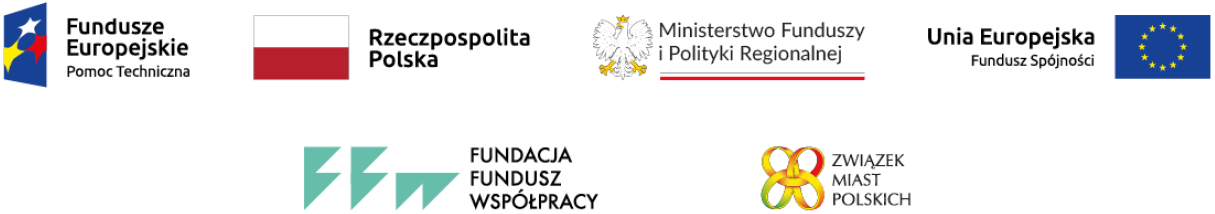 Fundusze
Europejskie
Pomoc Techniczna
Rzeczpospolita
Polska
Ministerstwo Funduszy
i Polityki Regionalnej
Unia Europejska
Fundusz Spójności
FUNDACJA
FUNDUSZ
WSPÓŁPRACY
ZWIĄZEK
MIAST
POLSKICH